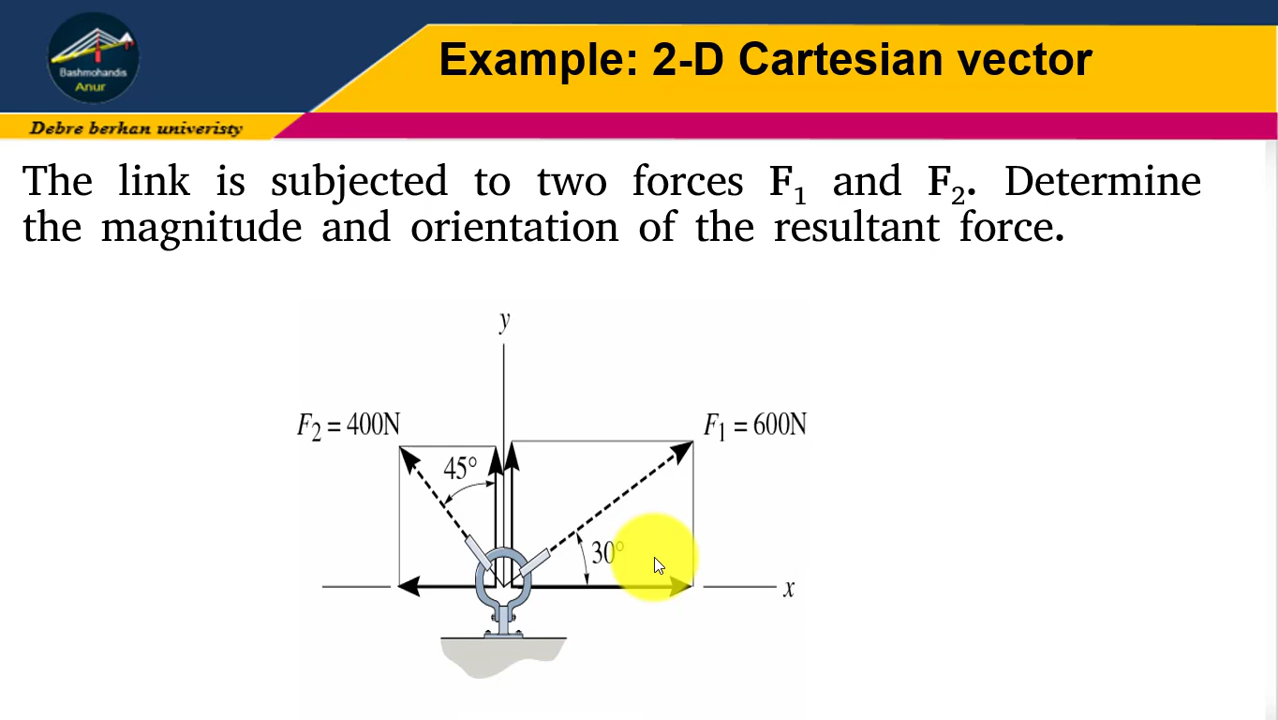 Example: 2-D Cartesian vector
Bashmohandis
Anur
Debre berhan univeristy
The link is subjected to two forces F₁ and F₂. Determine
the magnitude and orientation of the resultant force.
y
F₂ = 400N
F₁ = 600N
45°
30°
x